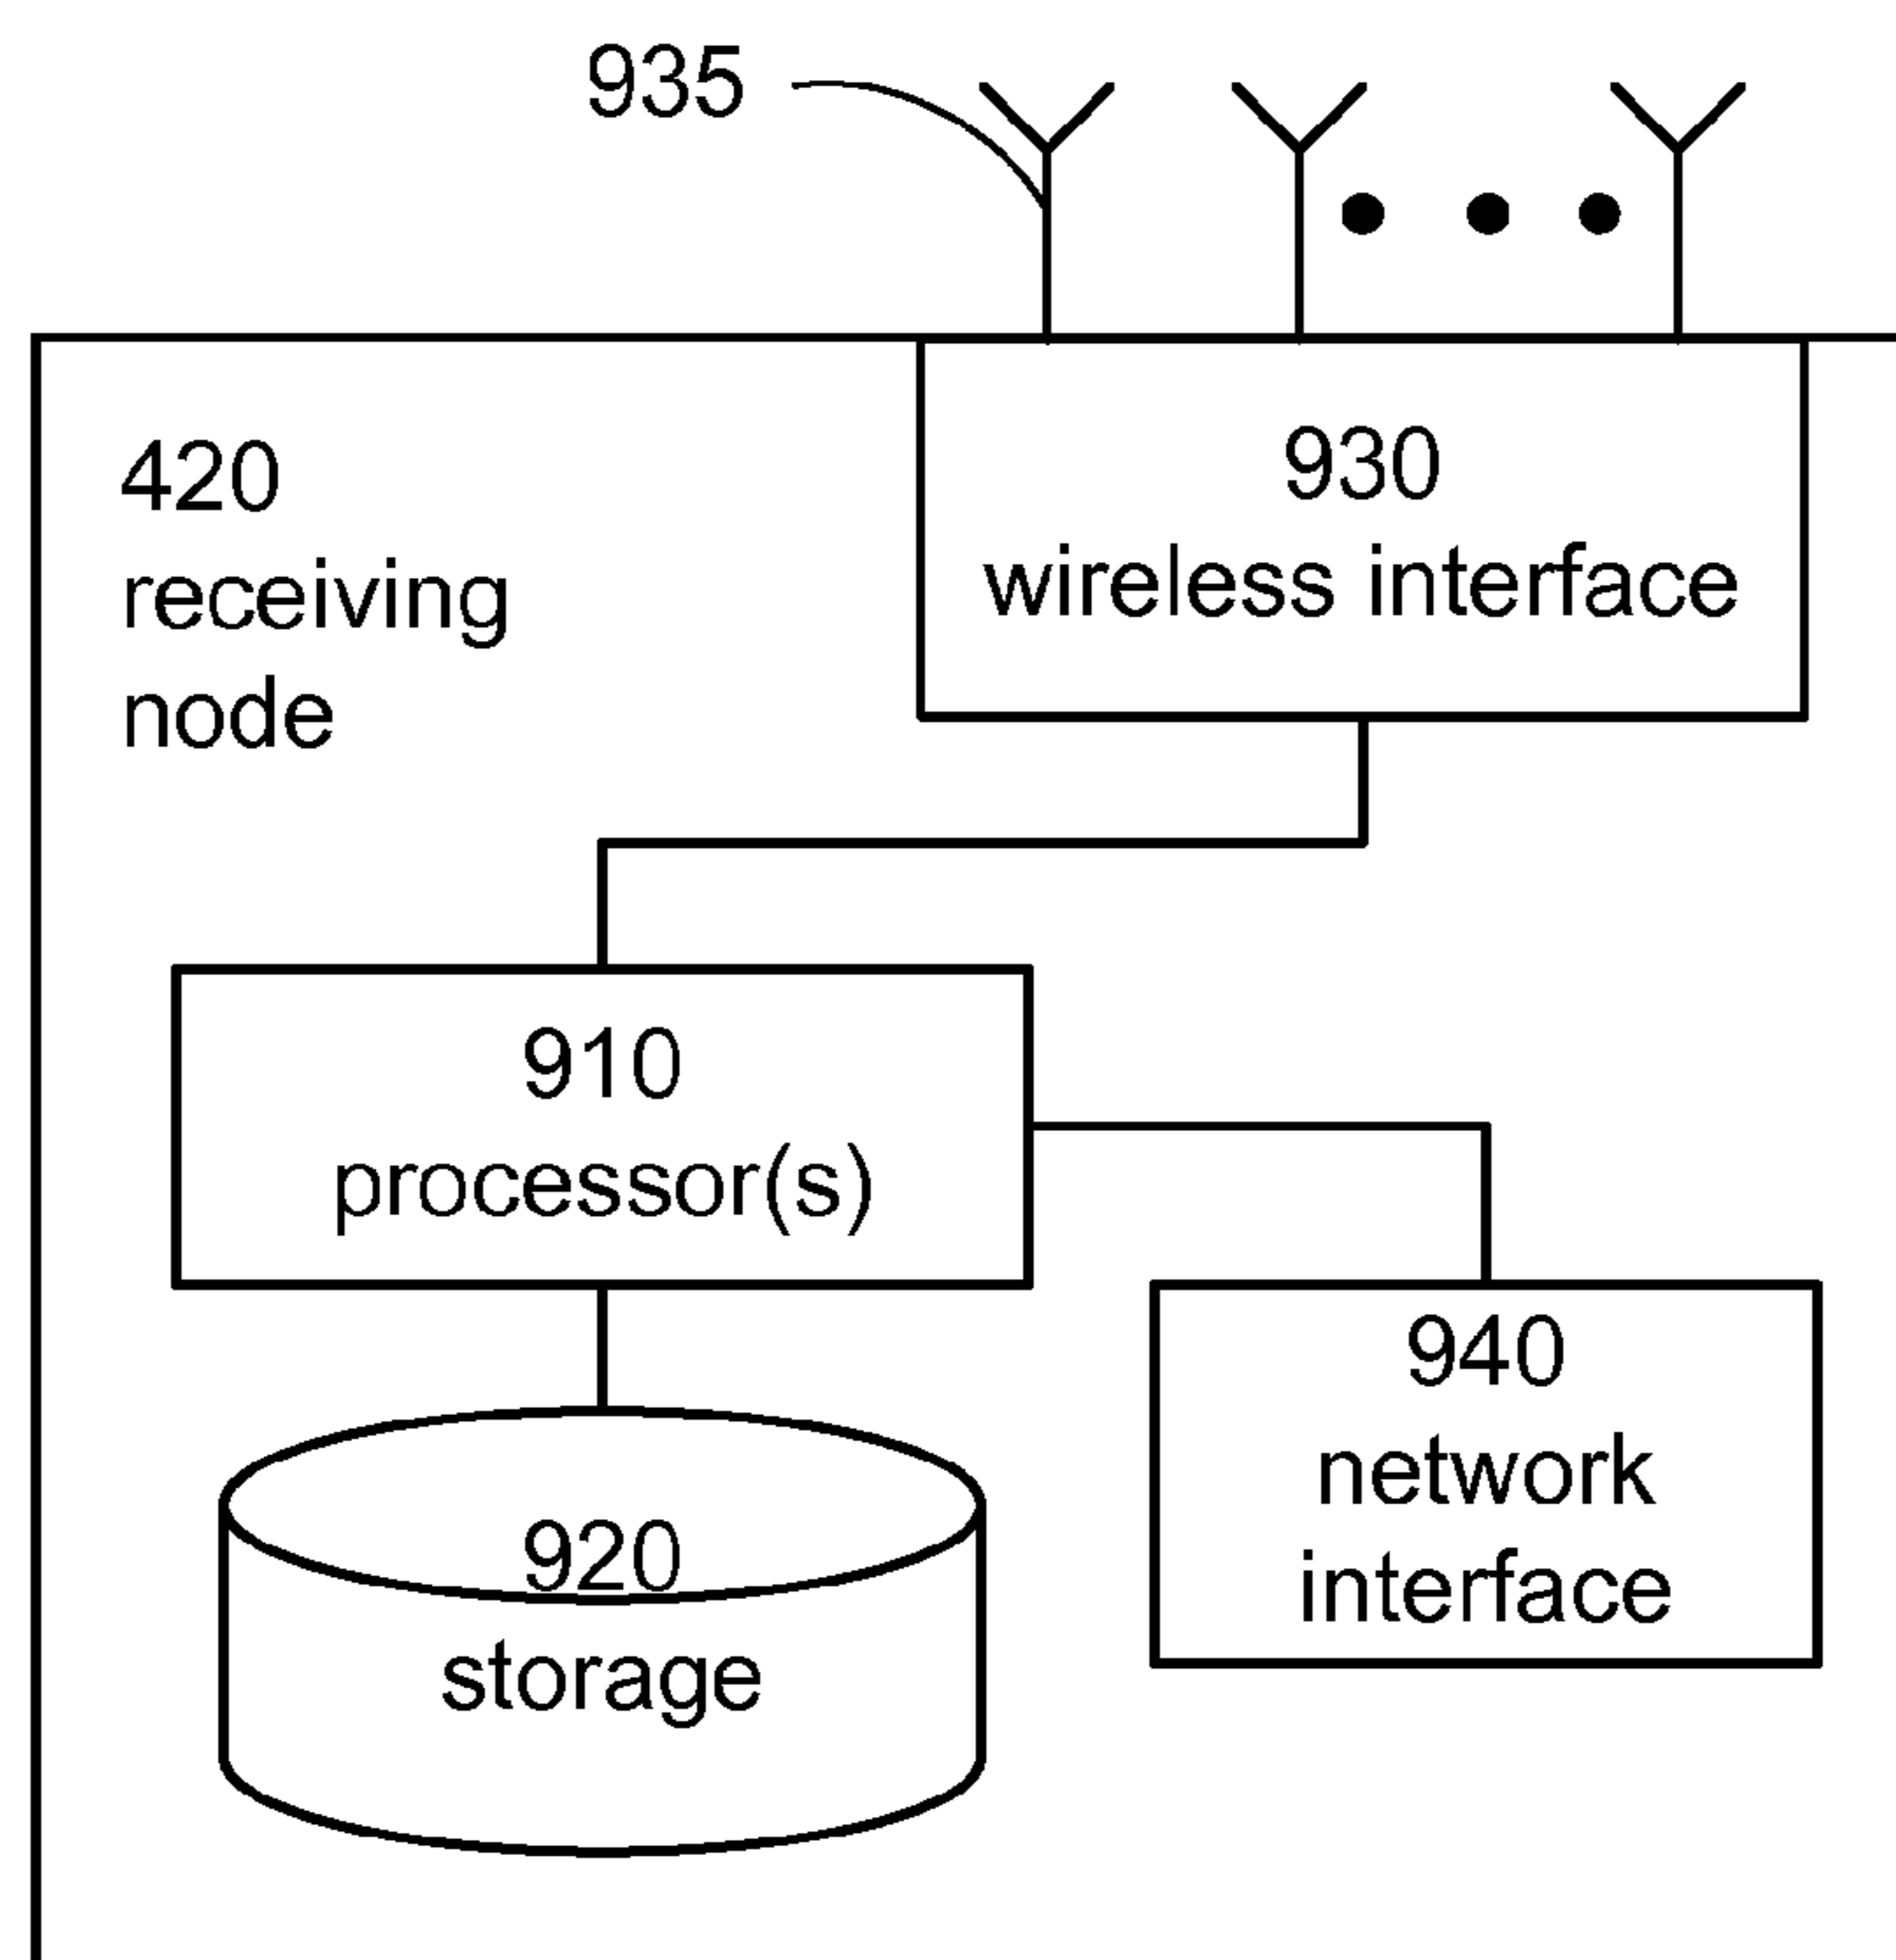 935
420
receiving
node
930
wireless interface
910
processor(s)
940
network
interface
920
storage